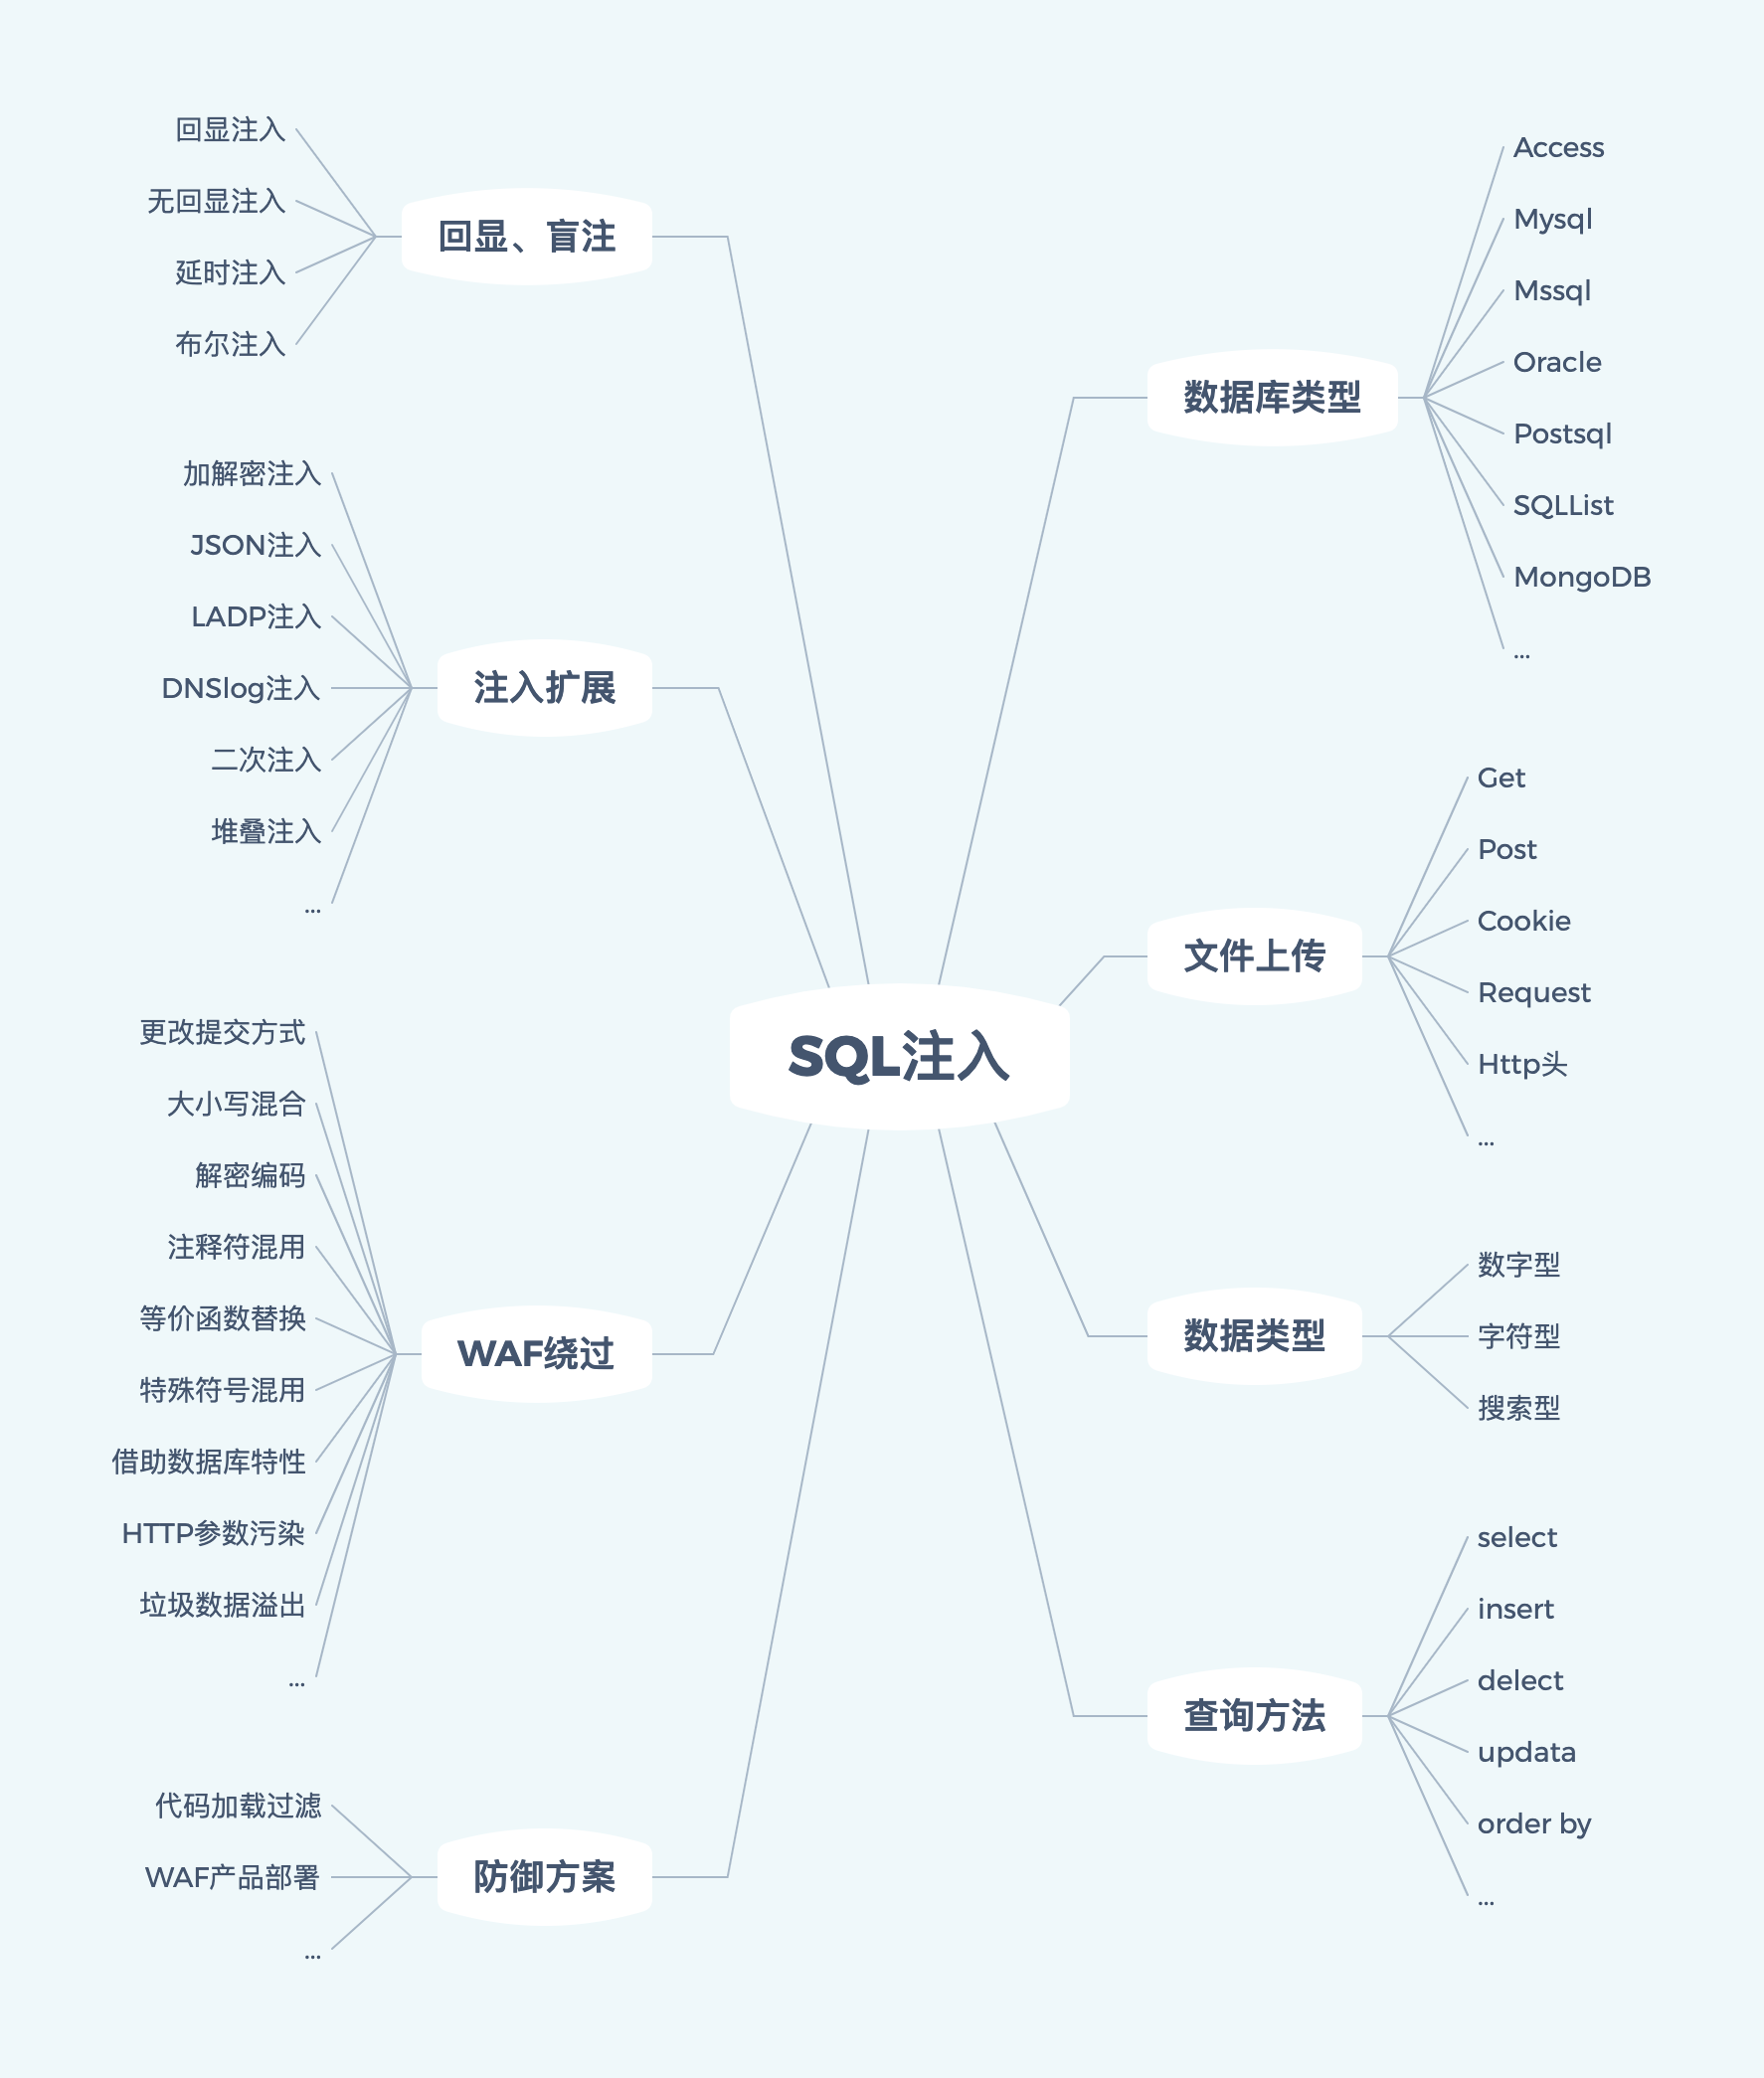 SQL注入
数据库类型
Access
Mysql
Mssql
Oracle
Postsql
SQLList
MongoDB
...
文件上传
Get
Post
Cookie
Request
Http头
...
数据类型
数字型
字符型
搜索型
查询方法
select
insert
delect
updata
order by
...
回显、盲注
回显注入
无回显注入
延时注入
布尔注入
注入扩展
加解密注入
JSON注入
LADP注入
DNSlog注入
二次注入
堆叠注入
...
WAF绕过
更改提交方式
大小写混合
解密编码
注释符混用
等价函数替换
特殊符号混用
借助数据库特性
HTTP参数污染
垃圾数据溢出
...
防御方案
代码加载过滤
WAF产品部署
...